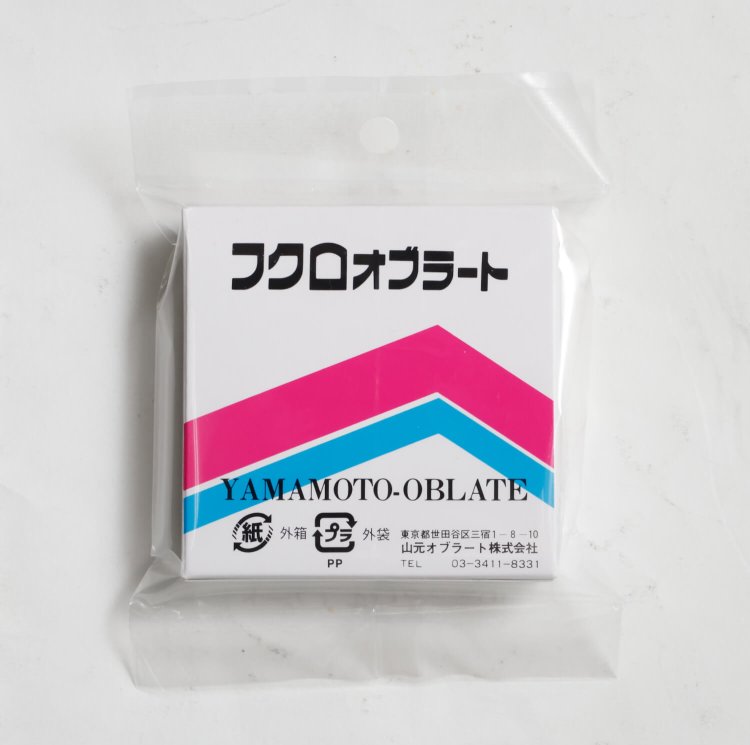 フクロオブラート
YAMAMOTO-OBLATE
紙 外箱 プラ 外袋
PP
東京都世田谷区三宿1-8-10
山元オブラート株式会社
TEL 03-3411-8331